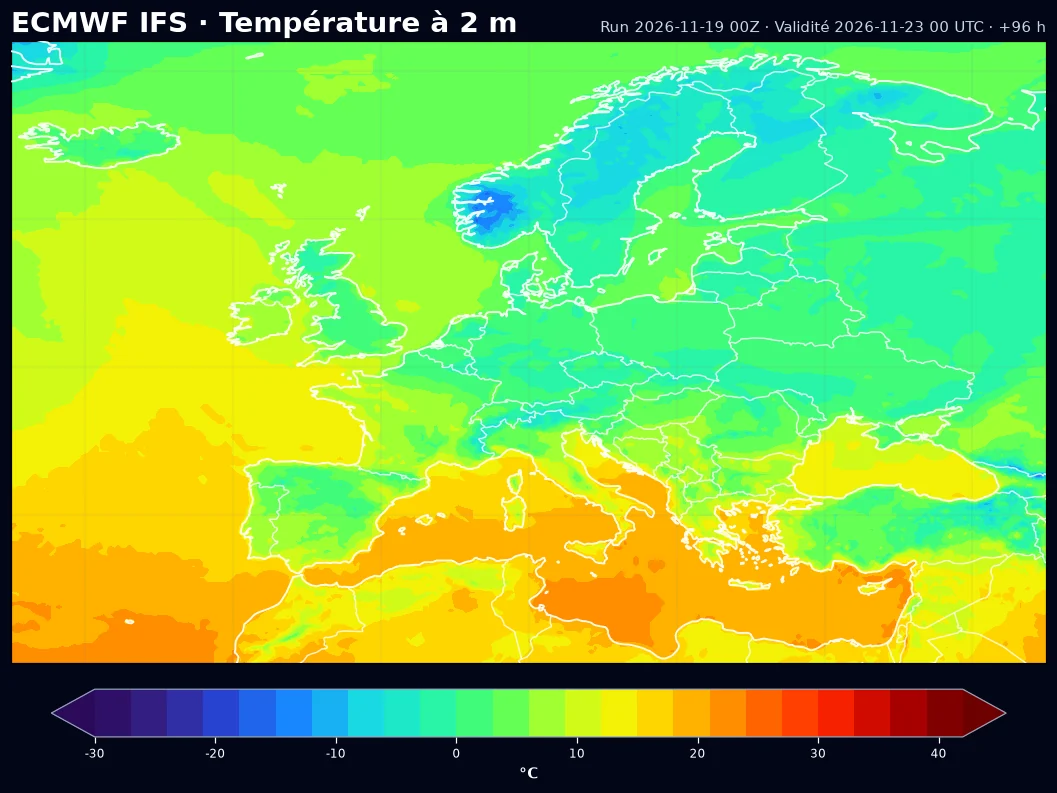 ECMWF IFS · Température à 2 m
Run 2026-11-19 00Z · Validité 2026-11-23 00 UTC · +96 h
-30 -20 -10 0 10 20 30 40
°C